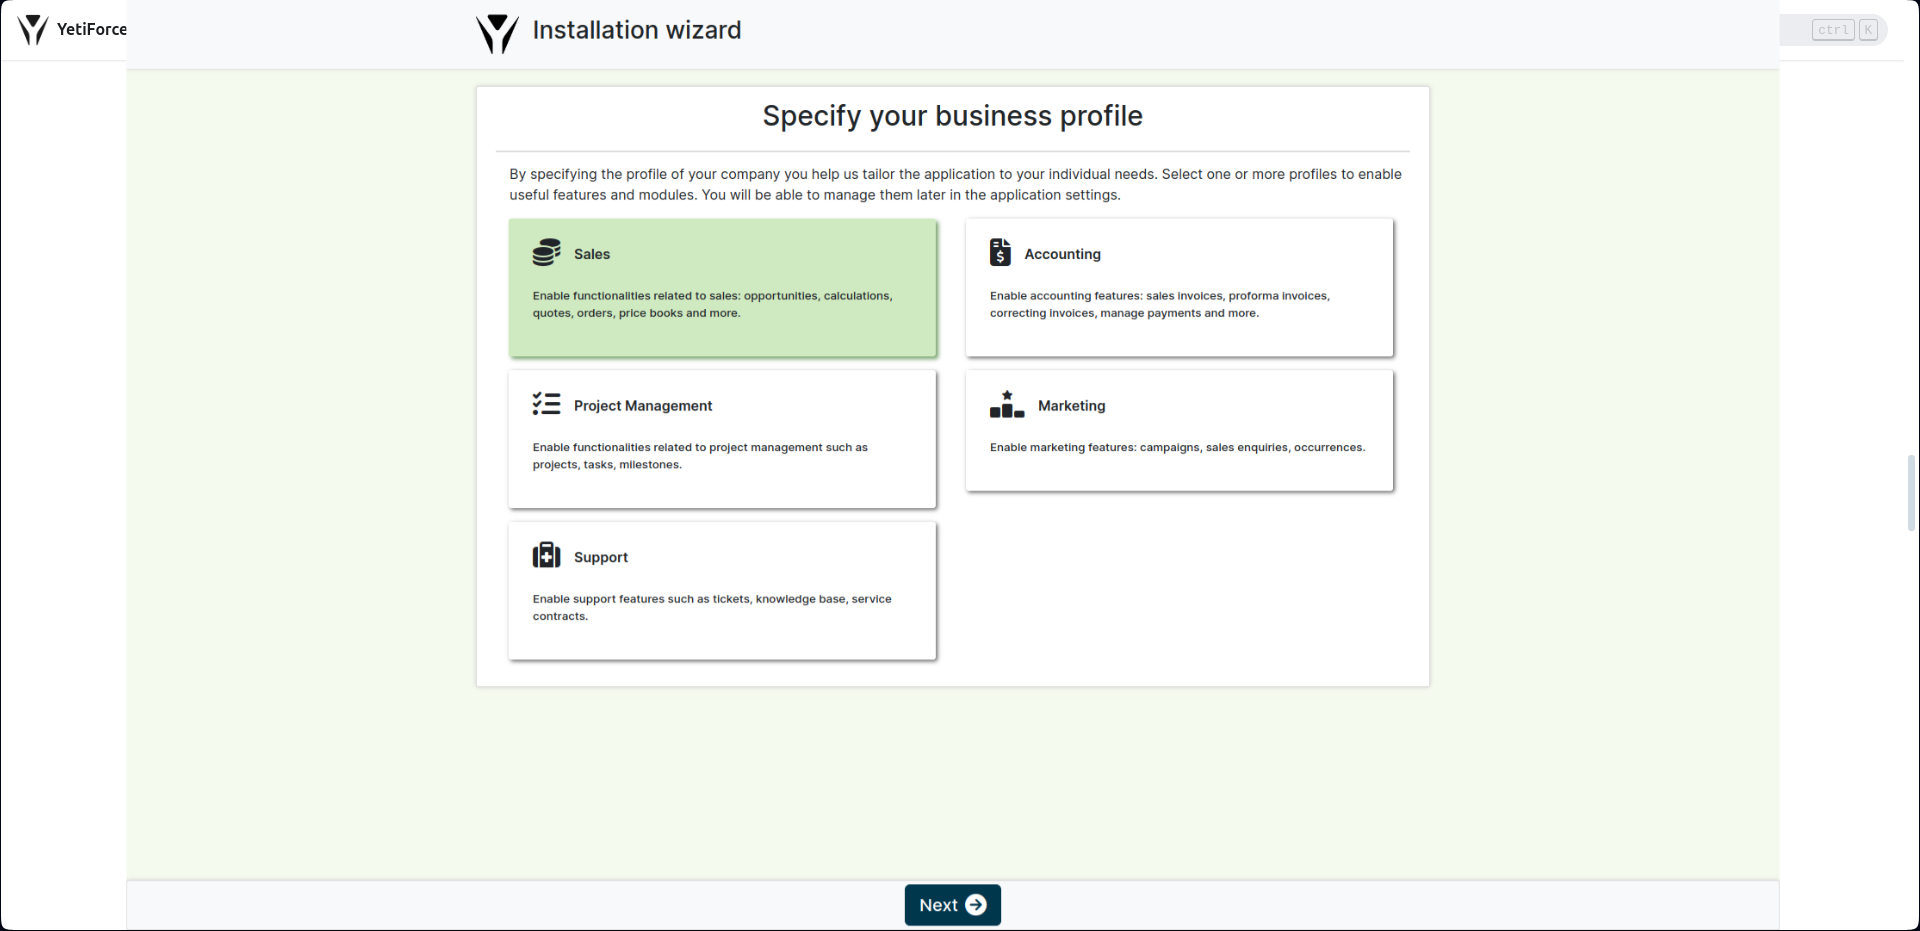 YetiForce
Installation wizard
ctrl K
Specify your business profile
By specifying the profile of your company you help us tailor the application to your individual needs. Select one or more profiles to enable
useful features and modules. You will be able to manage them later in the application settings.
Sales
Enable functionalities related to sales: opportunities, calculations,
quotes, orders, price books and more.
Accounting
Enable accounting features: sales invoices, proforma invoices,
correcting invoices, manage payments and more.
Project Management
Enable functionalities related to project management such as
projects, tasks, milestones.
Marketing
Enable marketing features: campaigns, sales enquiries, occurrences.
Support
Enable support features such as tickets, knowledge base, service
contracts.
Next